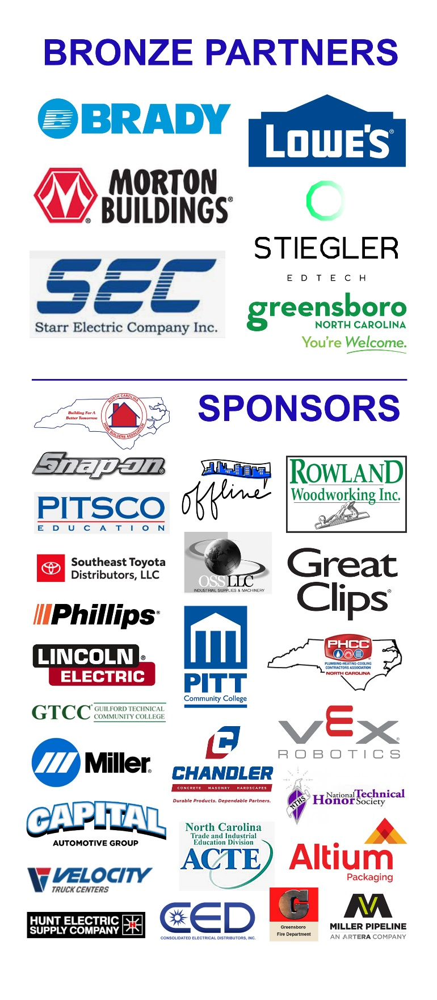 BRONZE PARTNERS
B BRADY
LOWE'S®
MORTON
BUILDINGS®
®
STIEGLER
EDTECH
SEC
Starr Electric Company Inc.
greensboro
NORTH CAROLINA
You're Welcome.
SPONSORS
NORTH CAROLINA
Building For A
Better Tomorrow
HOME BUILDERS ASSOCIATION
Snap-on®
offline
ROWLAND
Woodworking Inc.
PITSCO
EDUCATION
OSS LLC
INDUSTRIAL SUPPLIES & MACHINERY
Southeast Toyota
Distributors, LLC
Great
Clips®
Phillips®
PITT
Community College
PHCC
PLUMBING-HEATING-COOLING
CONTRACTORS ASSOCIATION
NORTH CAROLINA
LINCOLN®
ELECTRIC
GTCC
GUILFORD TECHNICAL
COMMUNITY COLLEGE
VEX®
ROBOTICS
Miller®
C
CHANDLER
CONCRETE MASONRY HARDSCAPES
Durable Products. Dependable Partners.
NTHS
National Technical
Honor Society
CAPITAL
AUTOMOTIVE GROUP
North Carolina
Trade and Industrial
Education Division
ACTE
Altium
Packaging
VELOCITY
TRUCK CENTERS
HUNT ELECTRIC
SUPPLY COMPANY
H
CED
CONSOLIDATED ELECTRICAL DISTRIBUTORS, INC.
G
Greensboro
Fire Department
MILLER PIPELINE
AN ARTERA COMPANY